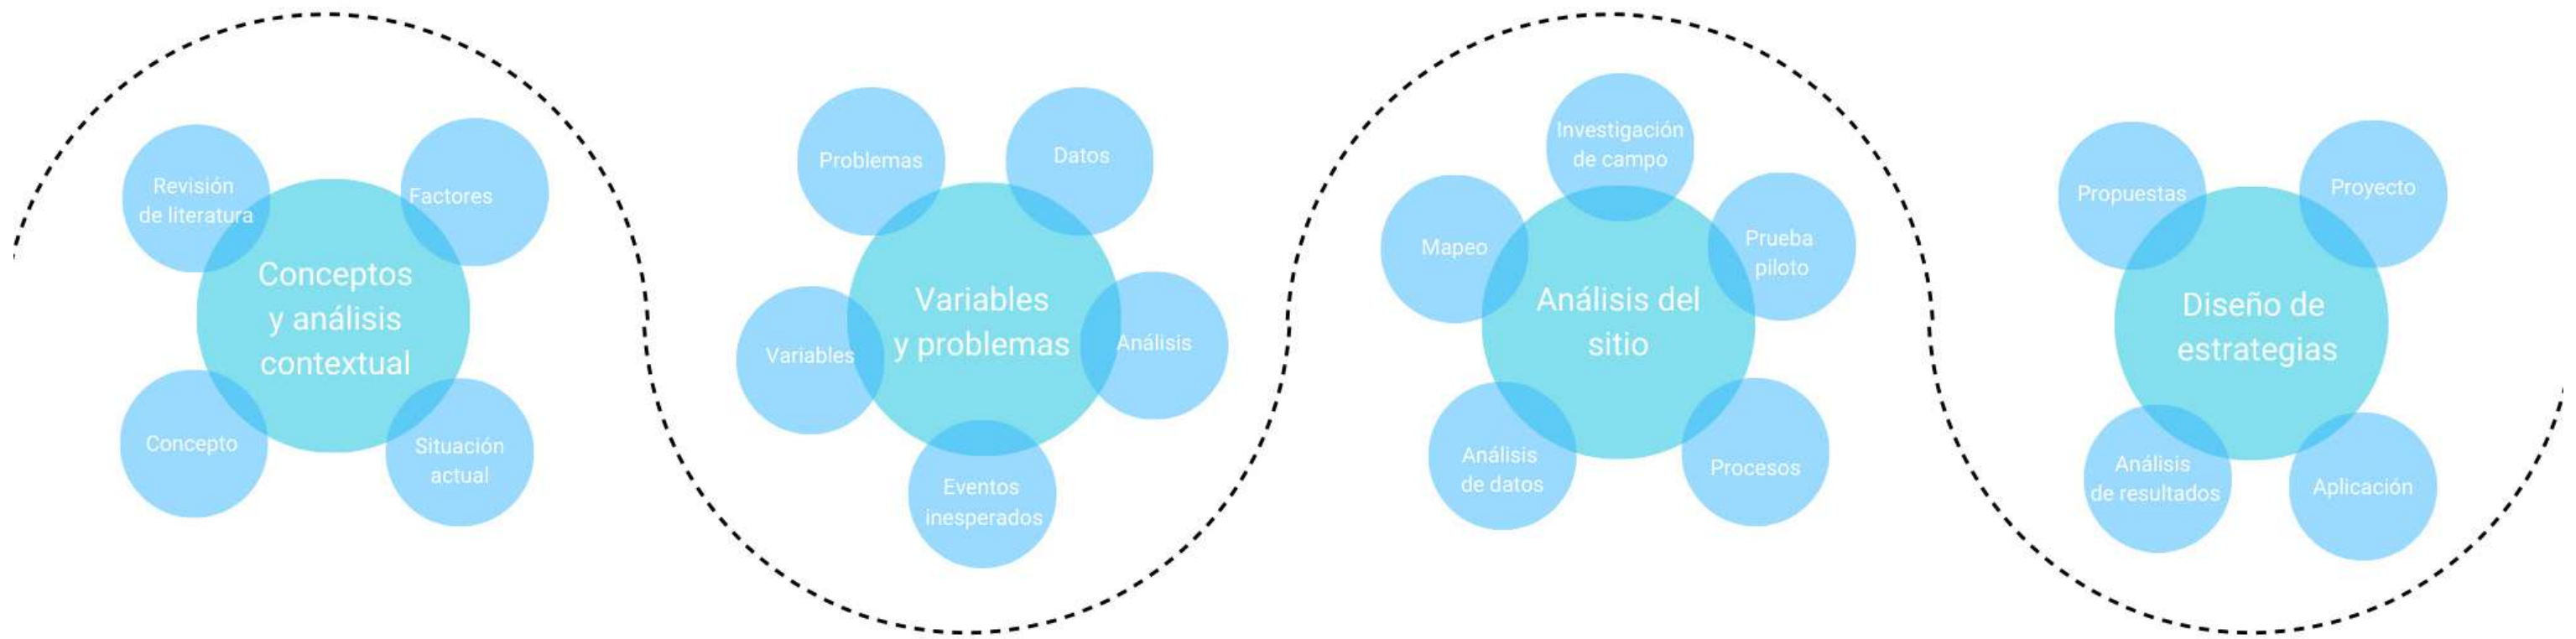 Revisión
de literatura
Factores
Conceptos
y análisis
contextual
Concepto
Situación
actual
Problemas
Datos
Variables
y problemas
Variables
Análisis
Eventos
inesperados
Investigación
de campo
Mapeo
Prueba
piloto
Análisis del
sitio
Análisis
de datos
Procesos
Propuestas
Proyecto
Diseño de
estrategias
Análisis
de resultados
Aplicación